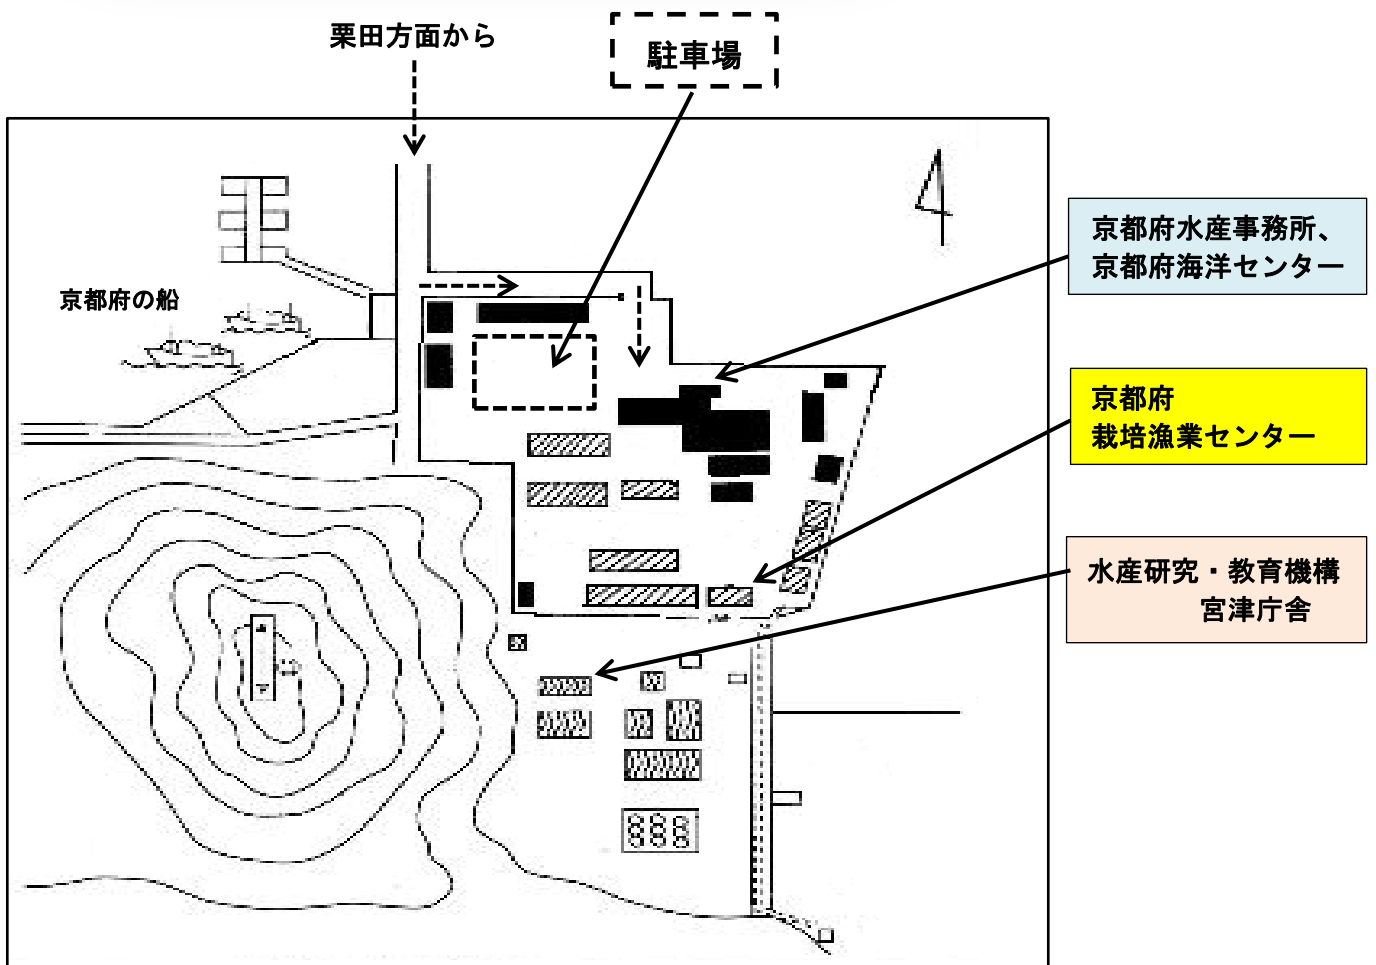 栗田方面から
駐車場
京都府の船
京都府水産事務所、
京都府海洋センター
京都府
栽培漁業センター
水産研究・教育機構
宮津庁舎